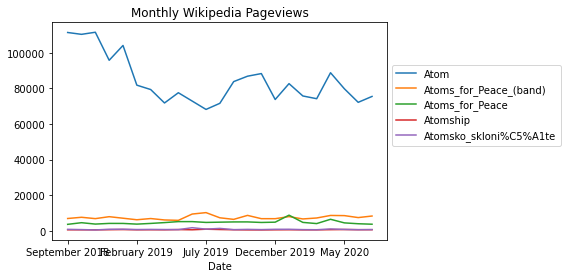 Monthly Wikipedia Pageviews
100000
80000
60000
40000
20000
0
September 2018
February 2019
July 2019
December 2019
May 2020
Date
Atom
Atoms_for_Peace_(band)
Atoms_for_Peace
Atomship
Atomsko_skloni%C5%A1te